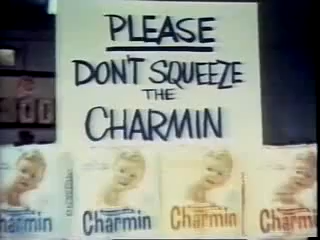 PLEASE
DON'T SQUEEZE
THE
CHARMIN
Charmin Charmin Charmin Charmin